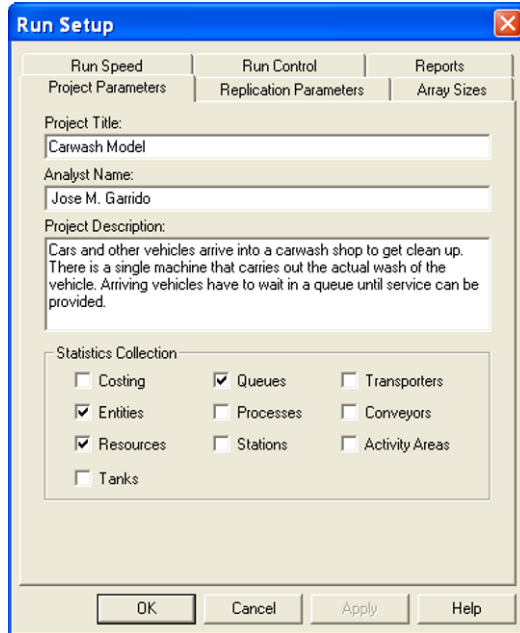 Run Setup
Run Speed Run Control Reports
Project Parameters Replication Parameters Array Sizes
Project Title:
Carwash Model
Analyst Name:
Jose M. Garrido
Project Description:
Cars and other vehicles arrive into a carwash shop to get clean up.
There is a single machine that carries out the actual wash of the
vehicle. Arriving vehicles have to wait in a queue until service can be
provided.
Statistics Collection
Costing Queues Transporters
Entities Processes Conveyors
Resources Stations Activity Areas
Tanks
OK Cancel Apply Help